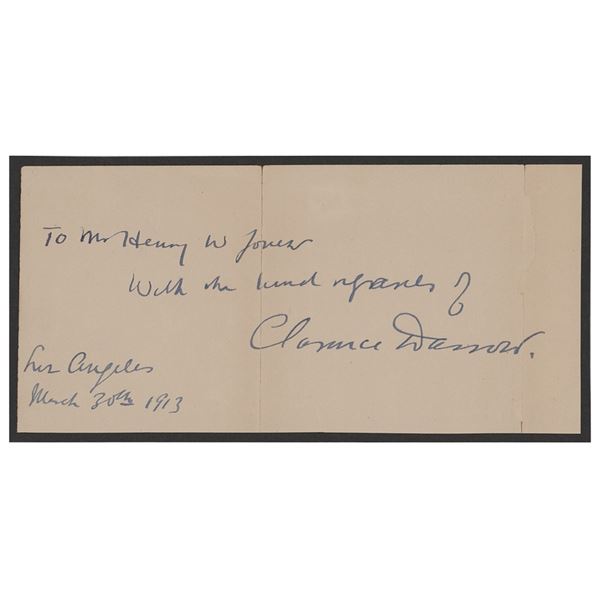 To Mr Henry W Jones
With the kind regards of
Clarence Darrow.
Los Angeles
March 30th 1913